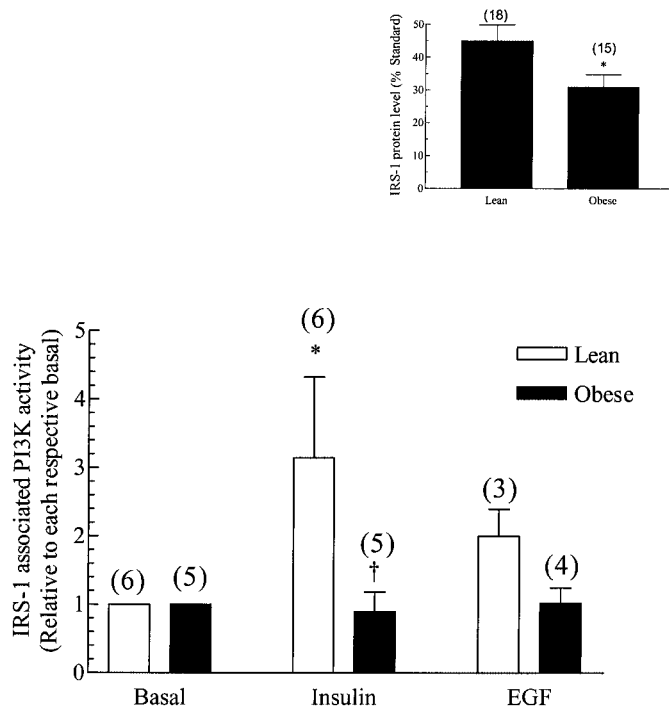 (18)
(15)
*
IRS-1 protein level (% Standard)
50
40
30
20
10
0
Lean
Obese
IRS-1 associated PI3K activity
(Relative to each respective basal)
5
4
3
2
1
0
(6)
*
Lean
Obese
(3)
(5)
†
(4)
(6)
(5)
Basal
Insulin
EGF